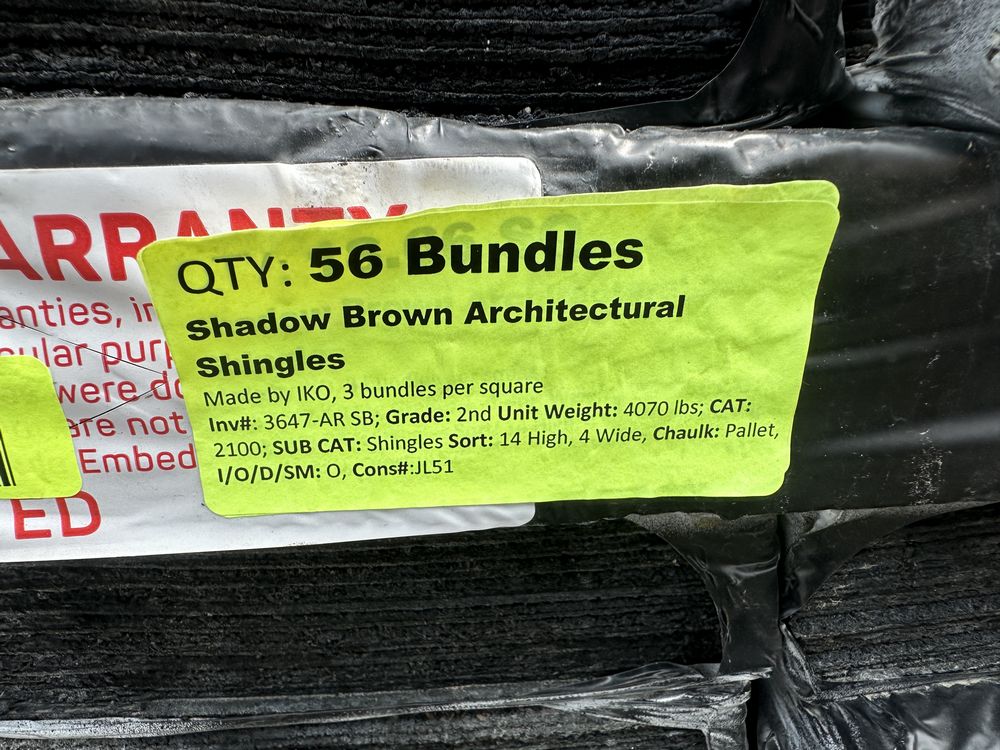 QTY: 56 Bundles
Shadow Brown Architectural
Shingles
Made by IKO, 3 bundles per square
Inv#: 3647-AR SB; Grade: 2nd Unit Weight: 4070 lbs; CAT:
2100; SUB CAT: Shingles Sort: 14 High, 4 Wide, Chaulk: Pallet,
I/O/D/SM: O, Cons#:JL51
ARRANTY
anties, in
cular purp
were do
are not
Embed
ED